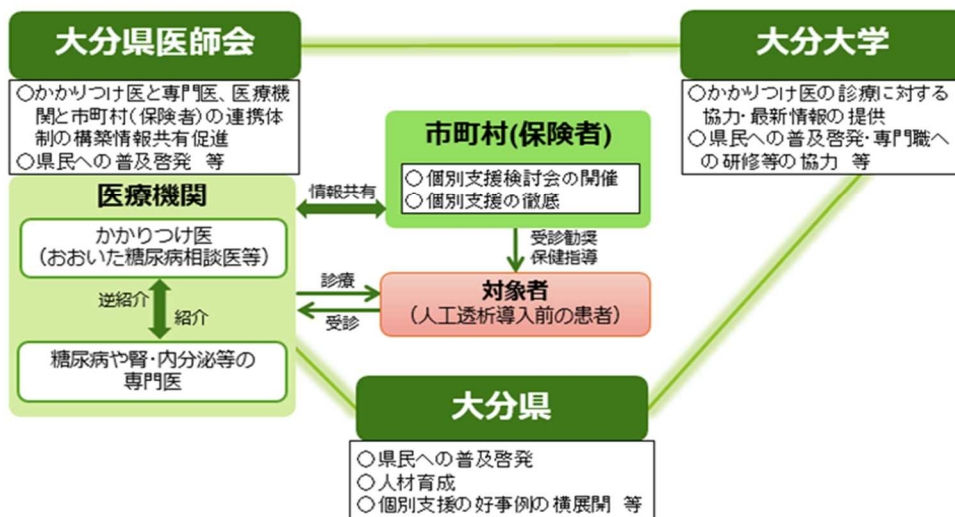 大分県医師会
○かかりつけ医と専門医、医療機
関と市町村(保険者)の連携体
制の構築情報共有促進
○県民への普及啓発 等
大分大学
○かかりつけ医の診療に対する
協力・最新情報の提供
○県民への普及啓発・専門職へ
の研修等の協力 等
市町村(保険者)
○個別支援検討会の開催
○個別支援の徹底
医療機関
かかりつけ医
(おおいた糖尿病相談医等)
逆紹介
紹介
糖尿病や腎・内分泌等の
専門医
情報共有
受診勧奨
保健指導
診療
受診
対象者
(人工透析導入前の患者)
大分県
○県民への普及啓発
○人材育成
○個別支援の好事例の横展開 等